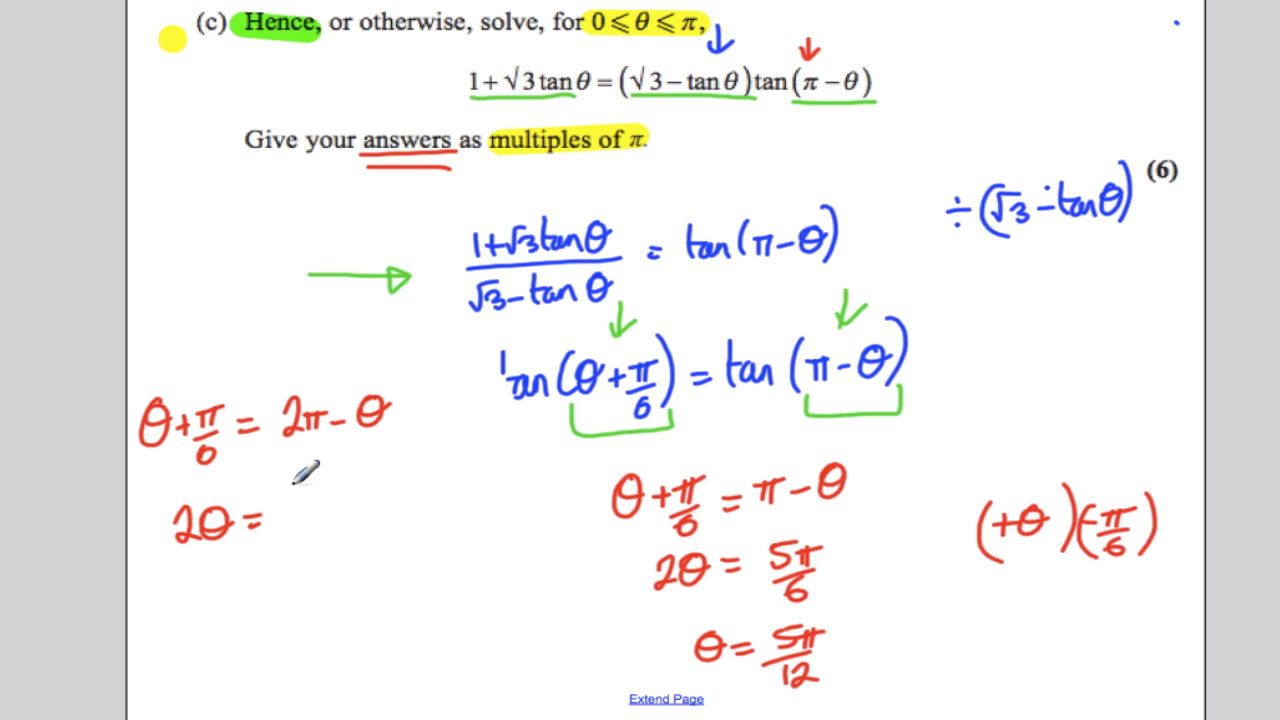 (c) Hence, or otherwise, solve, for 0 ⩽ θ ⩽ π,
1 + √3 tan θ = (√3 − tan θ) tan (π − θ)
Give your answers as multiples of π.
(6)
÷ (√3 − tan θ)
1+√3tanθ / √3 − tan θ = tan(π − θ)
tan(θ + π/6) = tan (π − θ)
θ + π/6 = 2π − θ
2θ =
θ + π/6 = π − θ
(+θ)(−π/6)
2θ = 5π/6
θ = 5π/12
Extend Page